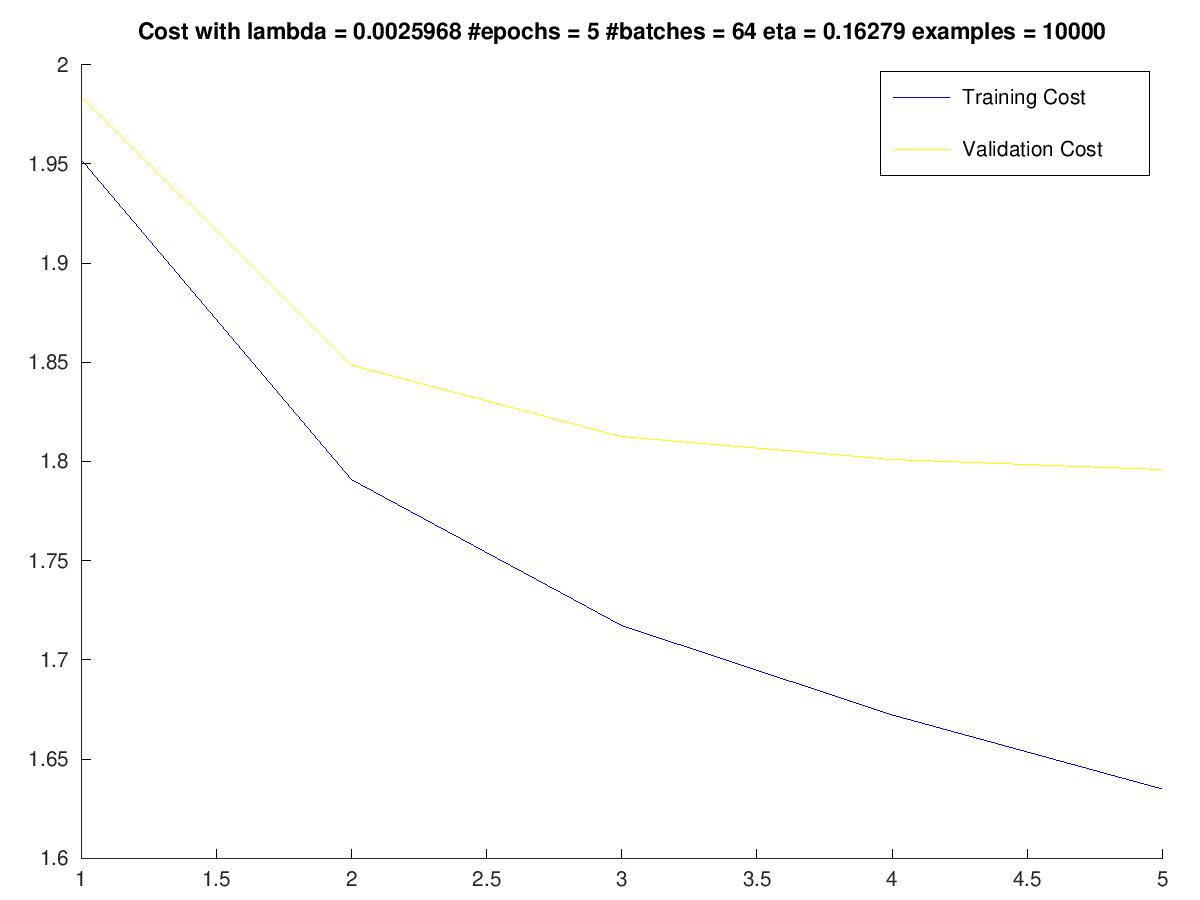 Cost with lambda = 0.0025968 #epochs = 5 #batches = 64 eta = 0.16279 examples = 10000
Training Cost
Validation Cost
2
1.95
1.9
1.85
1.8
1.75
1.7
1.65
1.6
1 1.5 2 2.5 3 3.5 4 4.5 5